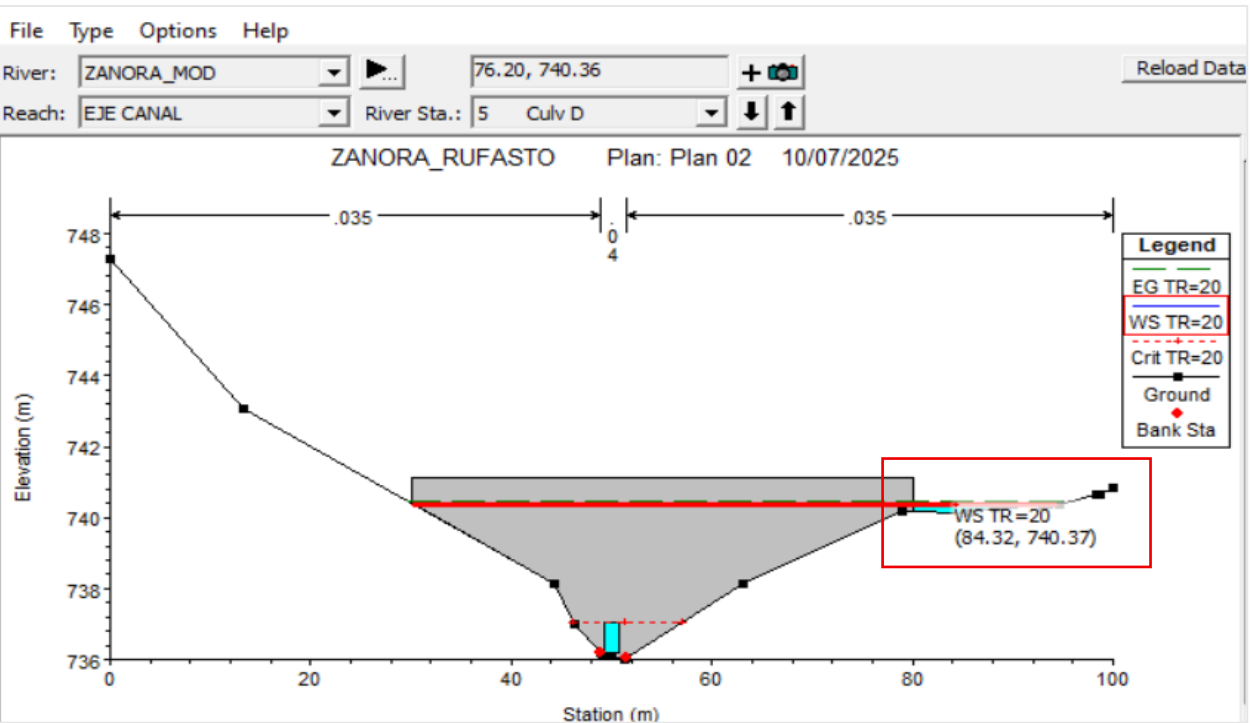 File Type Options Help
River: ZANORA_MOD ... 76.20, 740.36 + Reload Data
Reach: EJE CANAL River Sta.: 5 Culv D
ZANORA_RUFASTO Plan: Plan 02 10/07/2025
.035 .04 .035
Legend
EG TR=20
WS TR=20
Crit TR=20
Ground
Bank Sta
748
746
744
742
740
738
736
Elevation (m)
WS TR=20
(84.32, 740.37)
0 20 40 60 80 100
Station (m)